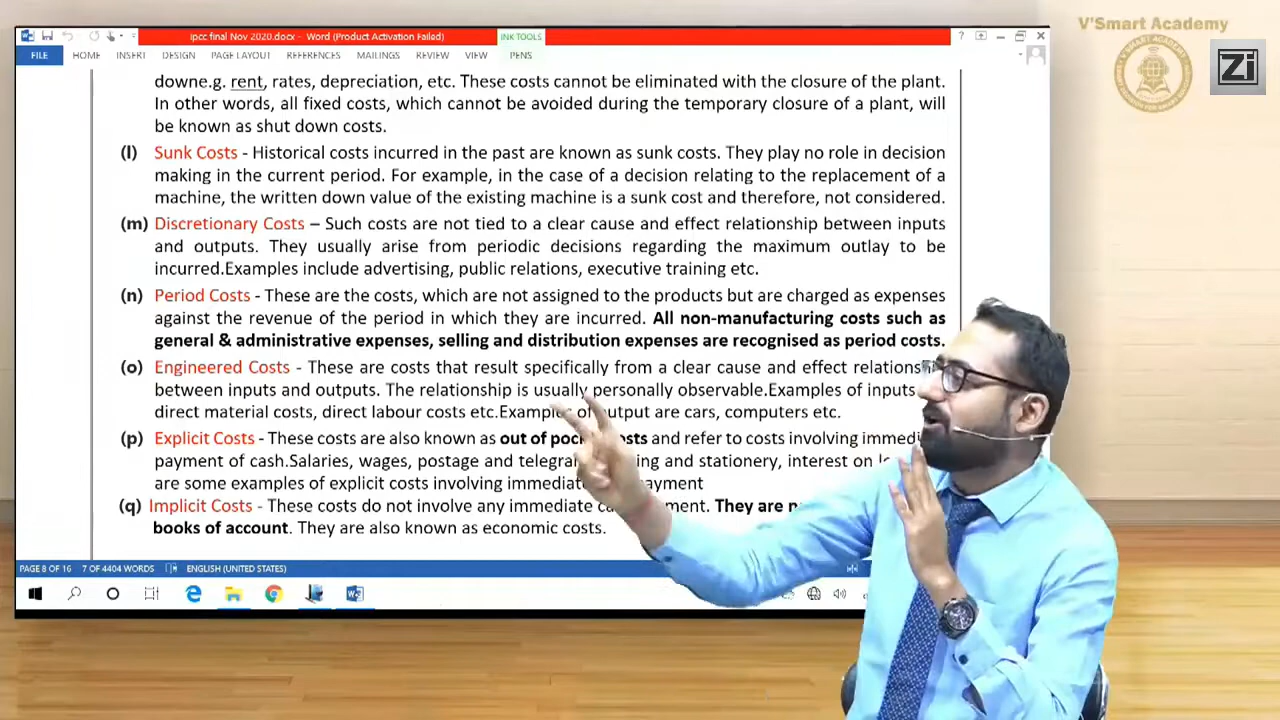 V'Smart Academy
Zi
ipcc final Nov 2020.docx - Word (Product Activation Failed)
INK TOOLS
FILE HOME INSERT DESIGN PAGE LAYOUT REFERENCES MAILINGS REVIEW VIEW PENS
downe.g. rent, rates, depreciation, etc. These costs cannot be eliminated with the closure of the plant.
In other words, all fixed costs, which cannot be avoided during the temporary closure of a plant, will
be known as shut down costs.
(l) Sunk Costs - Historical costs incurred in the past are known as sunk costs. They play no role in decision
making in the current period. For example, in the case of a decision relating to the replacement of a
machine, the written down value of the existing machine is a sunk cost and therefore, not considered.
(m) Discretionary Costs – Such costs are not tied to a clear cause and effect relationship between inputs
and outputs. They usually arise from periodic decisions regarding the maximum outlay to be
incurred.Examples include advertising, public relations, executive training etc.
(n) Period Costs - These are the costs, which are not assigned to the products but are charged as expenses
against the revenue of the period in which they are incurred. All non-manufacturing costs such as
general & administrative expenses, selling and distribution expenses are recognised as period costs.
(o) Engineered Costs - These are costs that result specifically from a clear cause and effect
between inputs and outputs. The relationship is usually personally observable.Examples of inputs
direct material costs, direct labour costs etc.Examples of output are cars, computers etc.
(p) Explicit Costs - These costs are also known as out of and refer to costs involving
payment of cash.Salaries, wages, postage and and stationery, interest on
are some examples of explicit costs involving
(q) Implicit Costs - These costs do not involve any immediate They are
books of account. They are also known as economic costs.
PAGE 8 OF 16 7 OF 4404 WORDS ENGLISH (UNITED STATES)